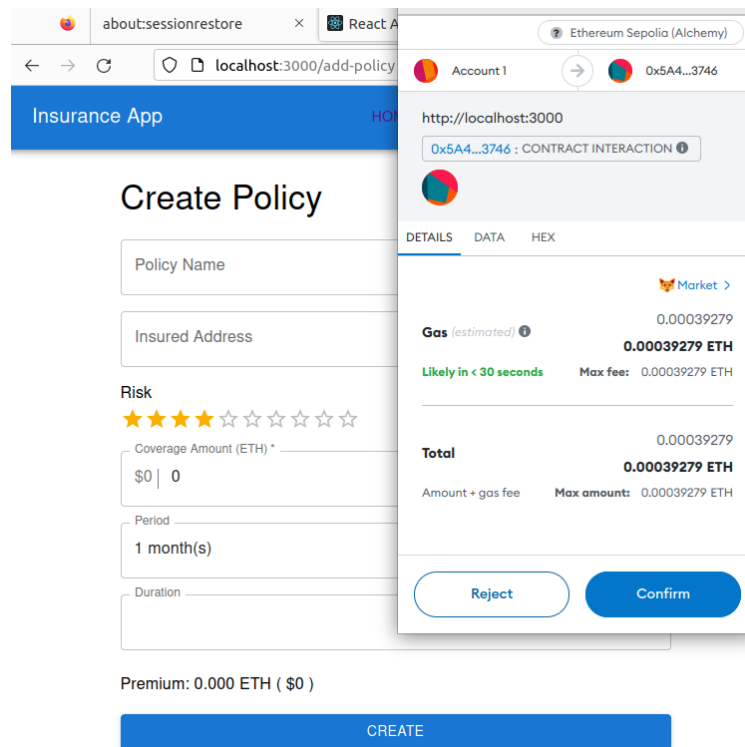 about:sessionrestore
×
React A
localhost:3000/add-policy
Insurance App
HOM
Create Policy
Policy Name
Insured Address
Risk
Coverage Amount (ETH) *
$0 0
Period
1 month(s)
Duration
Premium: 0.000 ETH ( $0 )
CREATE
? Ethereum Sepolia (Alchemy)
Account 1
0x5A4...3746
http://localhost:3000
0x5A4...3746 : CONTRACT INTERACTION
DETAILS DATA HEX
Market >
0.00039279
Gas (estimated)
0.00039279 ETH
Likely in < 30 seconds Max fee: 0.00039279 ETH
0.00039279
Total
0.00039279 ETH
Amount + gas fee Max amount: 0.00039279 ETH
Reject Confirm